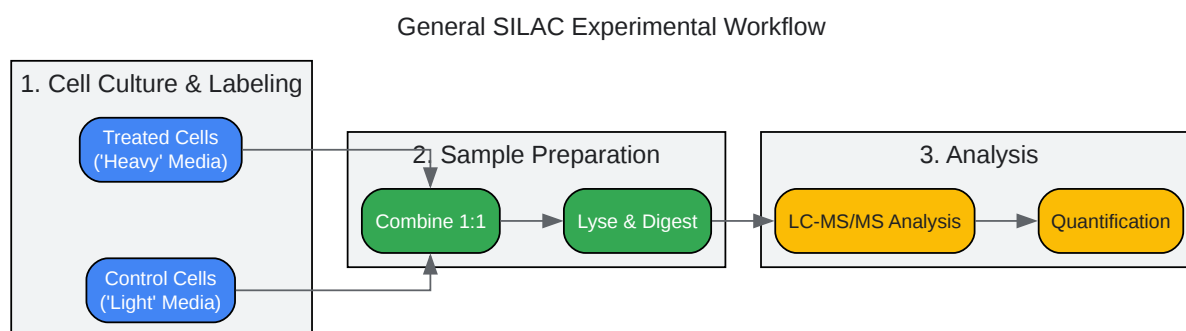 General SILAC Experimental Workflow
1. Cell Culture & Labeling
Treated Cells
('Heavy' Media)
Control Cells
('Light' Media)
2. Sample Preparation
Combine 1:1
Lyse & Digest
3. Analysis
LC-MS/MS Analysis
Quantification